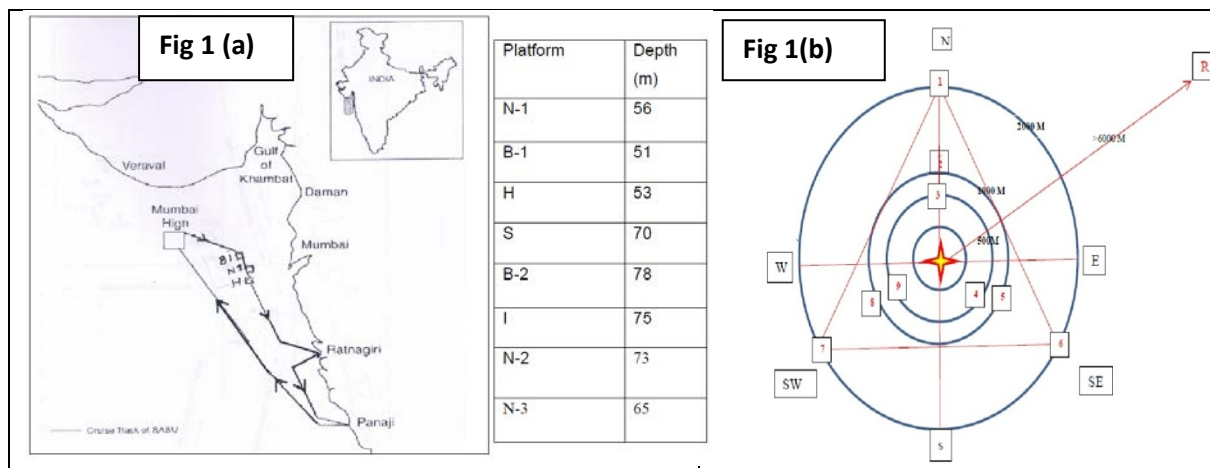 Fig 1 (a)
INDIA
Veraval
Gulf
of
Khambat
Daman
Mumbai
High
Mumbai
B1
N1
H
Ratnagiri
Panaji
Cruise Track of
Platform Depth
(m)
N-1 56
B-1 51
H 53
S 70
B-2 78
I 75
N-2 73
N-3 65
Fig 1(b)
N
R
1
2000 M
>6000 M
2
1000 M
3
500M
W
E
9
4
8
5
7
6
SW
SE
S